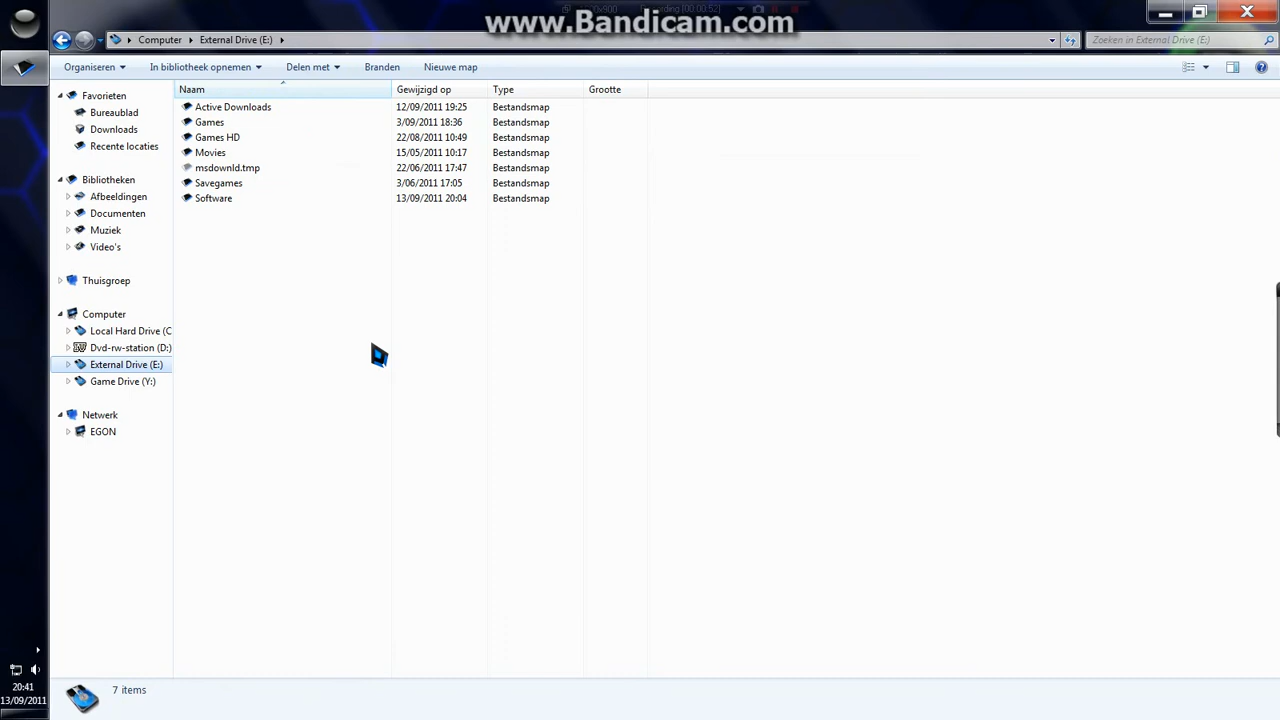 www.Bandicam.com
Computer External Drive (E:) Zoeken in External Drive (E:)
Organiseren In bibliotheek opnemen Delen met Branden Nieuwe map
Naam Gewijzigd op Type Grootte
Favorieten
Bureaublad
Downloads
Recente locaties
Bibliotheken
Afbeeldingen
Documenten
Muziek
Video's
Thuisgroep
Computer
Local Hard Drive (C
Dvd-rw-station (D:)
External Drive (E:)
Game Drive (Y:)
Netwerk
EGON
Active Downloads 12/09/2011 19:25 Bestandsmap
Games 3/09/2011 18:36 Bestandsmap
Games HD 22/08/2011 10:49 Bestandsmap
Movies 15/05/2011 10:17 Bestandsmap
msdownld.tmp 22/06/2011 17:47 Bestandsmap
Savegames 3/06/2011 17:05 Bestandsmap
Software 13/09/2011 20:04 Bestandsmap
7 items
20:41
13/09/2011